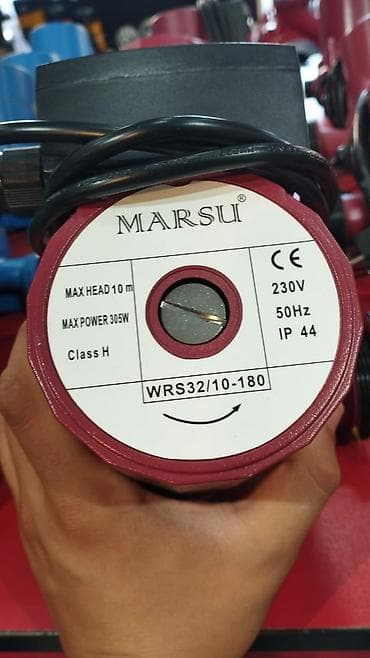 MARSU®
MAX HEAD 10 m
MAX POWER 305W
Class H
CE
230V
50Hz
IP 44
WRS32/10-180